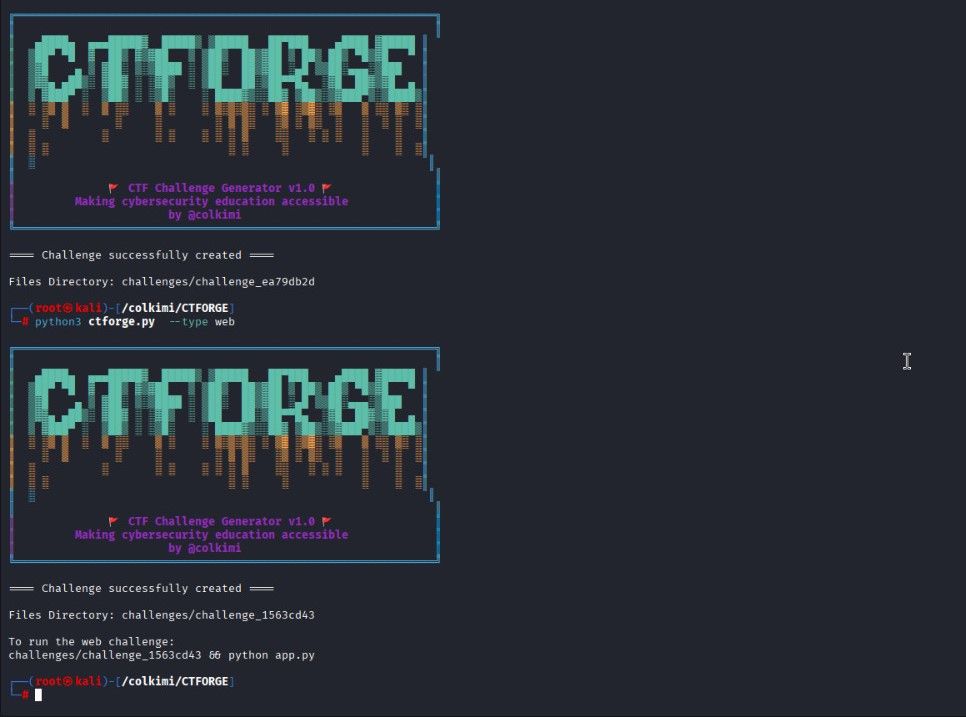 CTFORGE
🚩 CTF Challenge Generator v1.0 🚩
Making cybersecurity education accessible
by @colkimi
═══ Challenge successfully created ═══
Files Directory: challenges/challenge_ea79db2d
┌──(root㉿kali)-[/colkimi/CTFORGE]
└─# python3 ctforge.py  --type web
CTFORGE
🚩 CTF Challenge Generator v1.0 🚩
Making cybersecurity education accessible
by @colkimi
═══ Challenge successfully created ═══
Files Directory: challenges/challenge_1563cd43
To run the web challenge:
challenges/challenge_1563cd43 && python app.py
┌──(root㉿kali)-[/colkimi/CTFORGE]
└─#